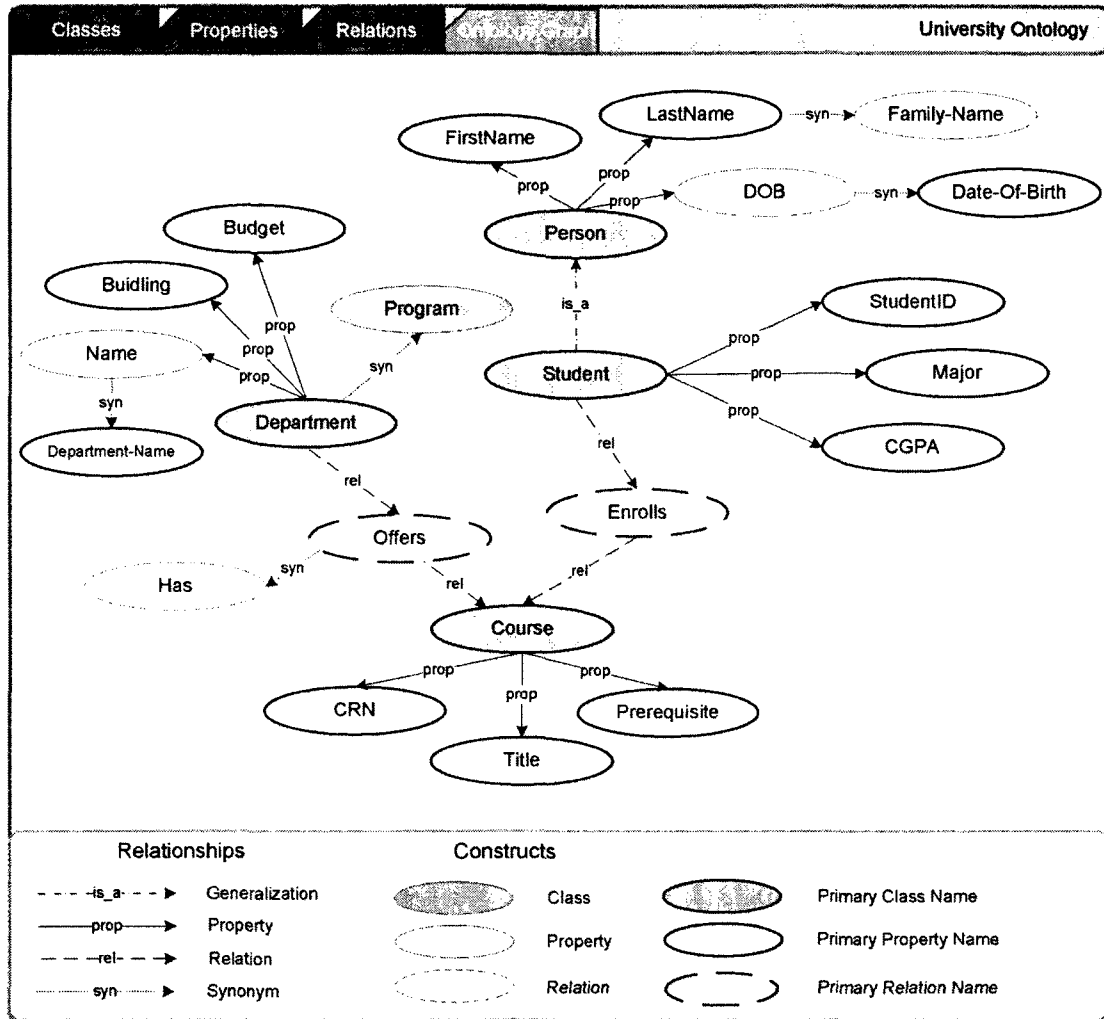 Classes
Properties
Relations
Ontology Graph
University Ontology
LastName
syn
Family-Name
FirstName
prop
prop
prop
DOB
syn
Date-Of-Birth
Budget
Person
Buidling
is_a
Program
StudentID
prop
prop
Name
prop
prop
syn
Student
prop
Major
syn
Department
prop
Department-Name
CGPA
rel
rel
Enrolls
Offers
syn
Has
rel
rel
Course
prop
prop
prop
CRN
Prerequisite
Title
Relationships
Constructs
is_a
Generalization
Class
Primary Class Name
prop
Property
Property
Primary Property Name
rel
Relation
Relation
Primary Relation Name
syn
Synonym